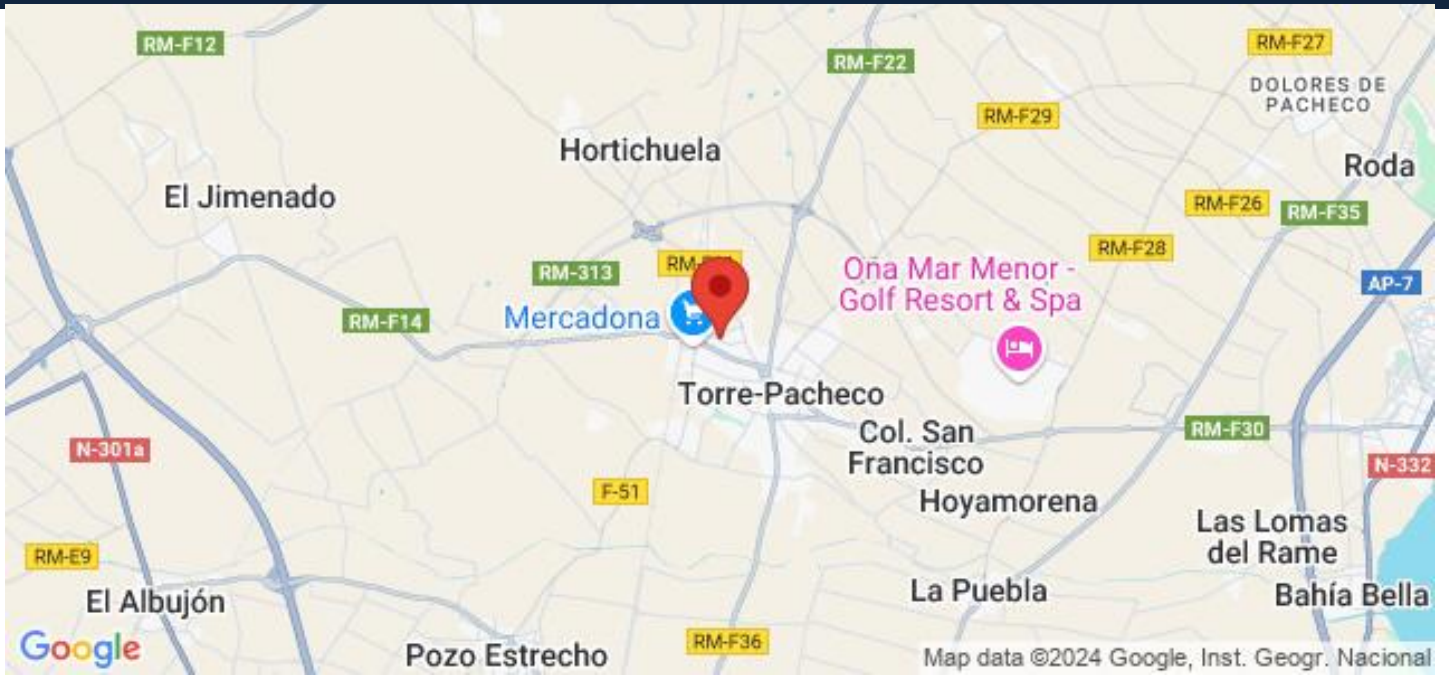 RM-F12
RM-F27
RM-F22
DOLORES DE
PACHECO
RM-F29
Hortichuela
Roda
El Jimenado
RM-F26
RM-F35
RM-F28
RM-313
Ona Mar Menor -
Golf Resort & Spa
AP-7
Mercadona
RM-F14
Torre-Pacheco
Col. San
Francisco
RM-F30
N-301a
N-332
F-51
Hoyamorena
Las Lomas
del Rame
RM-E9
El Albujón
La Puebla
Bahía Bella
Google
Pozo Estrecho
RM-F36
Map data ©2024 Google, Inst. Geogr. Nacional